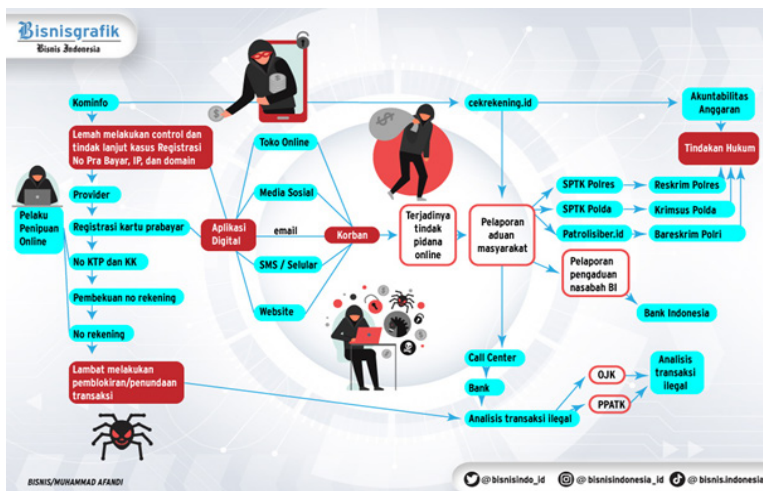 Bisnisgrafik
Bisnis Indonesia
Kominfo
cekrekening.id
Akuntabilitas
Anggaran
Lemah melakukan control dan
tindak lanjut kasus Registrasi
No Pra Bayar, IP, dan domain
Toko Online
Tindakan Hukum
Pelaku
Penipuan
Online
Provider
Media Sosial
SPTK Polres
Reskrim Polres
Registrasi kartu prabayar
Aplikasi
Digital
email
Korban
Terjadinya
tindak
pidana
online
Pelaporan
aduan
masyarakat
SPTK Polda
Krimsus Polda
Patrolisiber.id
Bareskrim Polri
No KTP dan KK
SMS / Selular
Pelaporan
pengaduan
nasabah BI
Pembekuan no rekening
Website
Bank Indonesia
No rekening
Lambat melakukan
pemblokiran/penundaan
transaksi
Call Center
Bank
Analisis transaksi ilegal
OJK
PPATK
Analisis
transaksi
ilegal
BISNIS/MUHAMMAD AFANDI
@bisnisindo_id
@ bisnisindonesia_id
@ bisnis.indonesia